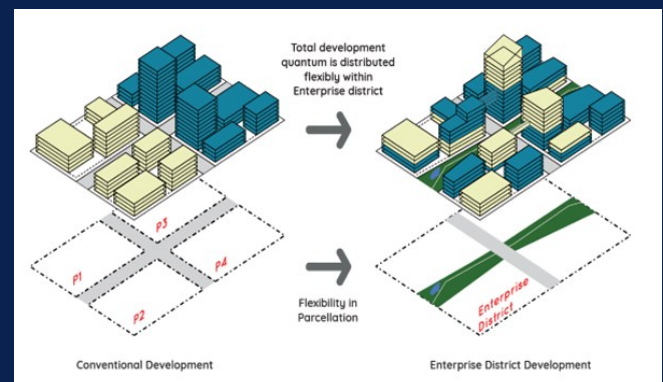 Total development
quantum is distributed
flexibly within
Enterprise district
P3
P1
P4
P2
Flexibility in
Parcellation
Enterprise
District
Conventional Development
Enterprise District Development